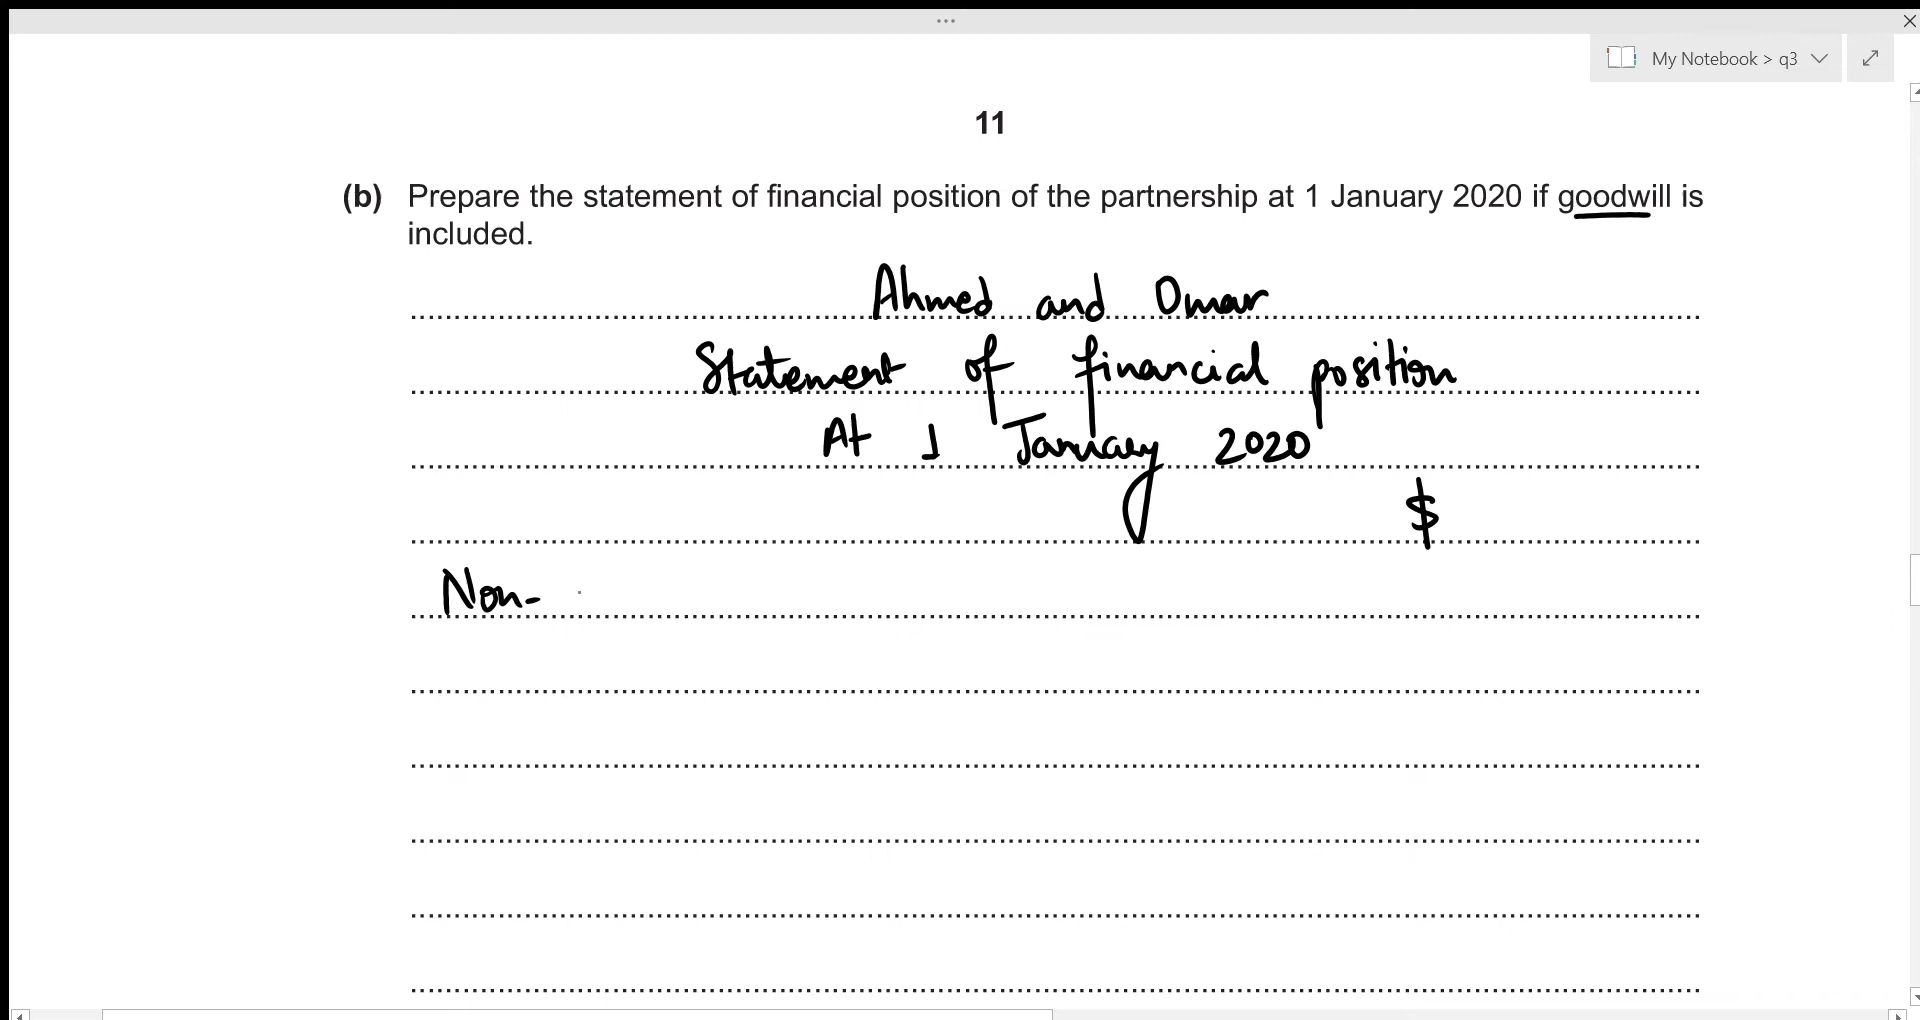 My Notebook > q3
11
(b) Prepare the statement of financial position of the partnership at 1 January 2020 if goodwill is
included.
Ahmed and Omar
Statement of financial position
At 1 January 2020
$
Non-